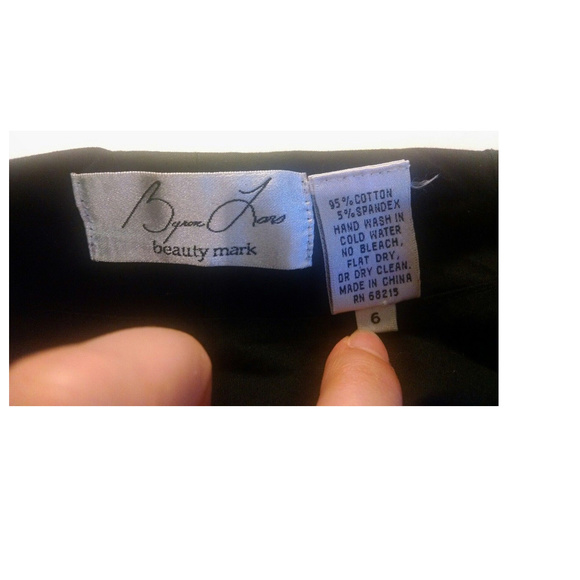 Byron Lars
beauty mark
95% COTTON
5% SPANDEX
HAND WASH IN
COLD WATER
NO BLEACH,
FLAT DRY,
OR DRY CLEAN.
MADE IN CHINA
RN 68215
6